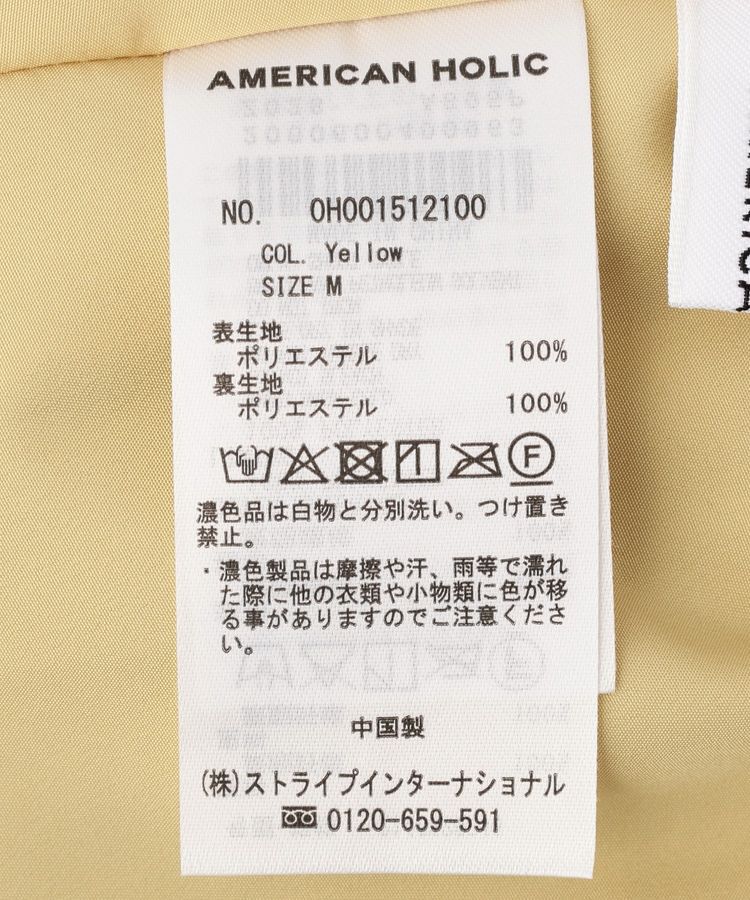 AMERICAN HOLIC
NO. OH001512100
COL. Yellow
SIZE M
表生地
ポリエステル 100%
裏生地
ポリエステル 100%
F
濃色品は白物と分別洗い。つけ置き
禁止。
・濃色製品は摩擦や汗、雨等で濡れ
た際に他の衣類や小物類に色が移
る事がありますのでご注意くださ
い。
中国製
(株)ストライプインターナショナル
0120-659-591